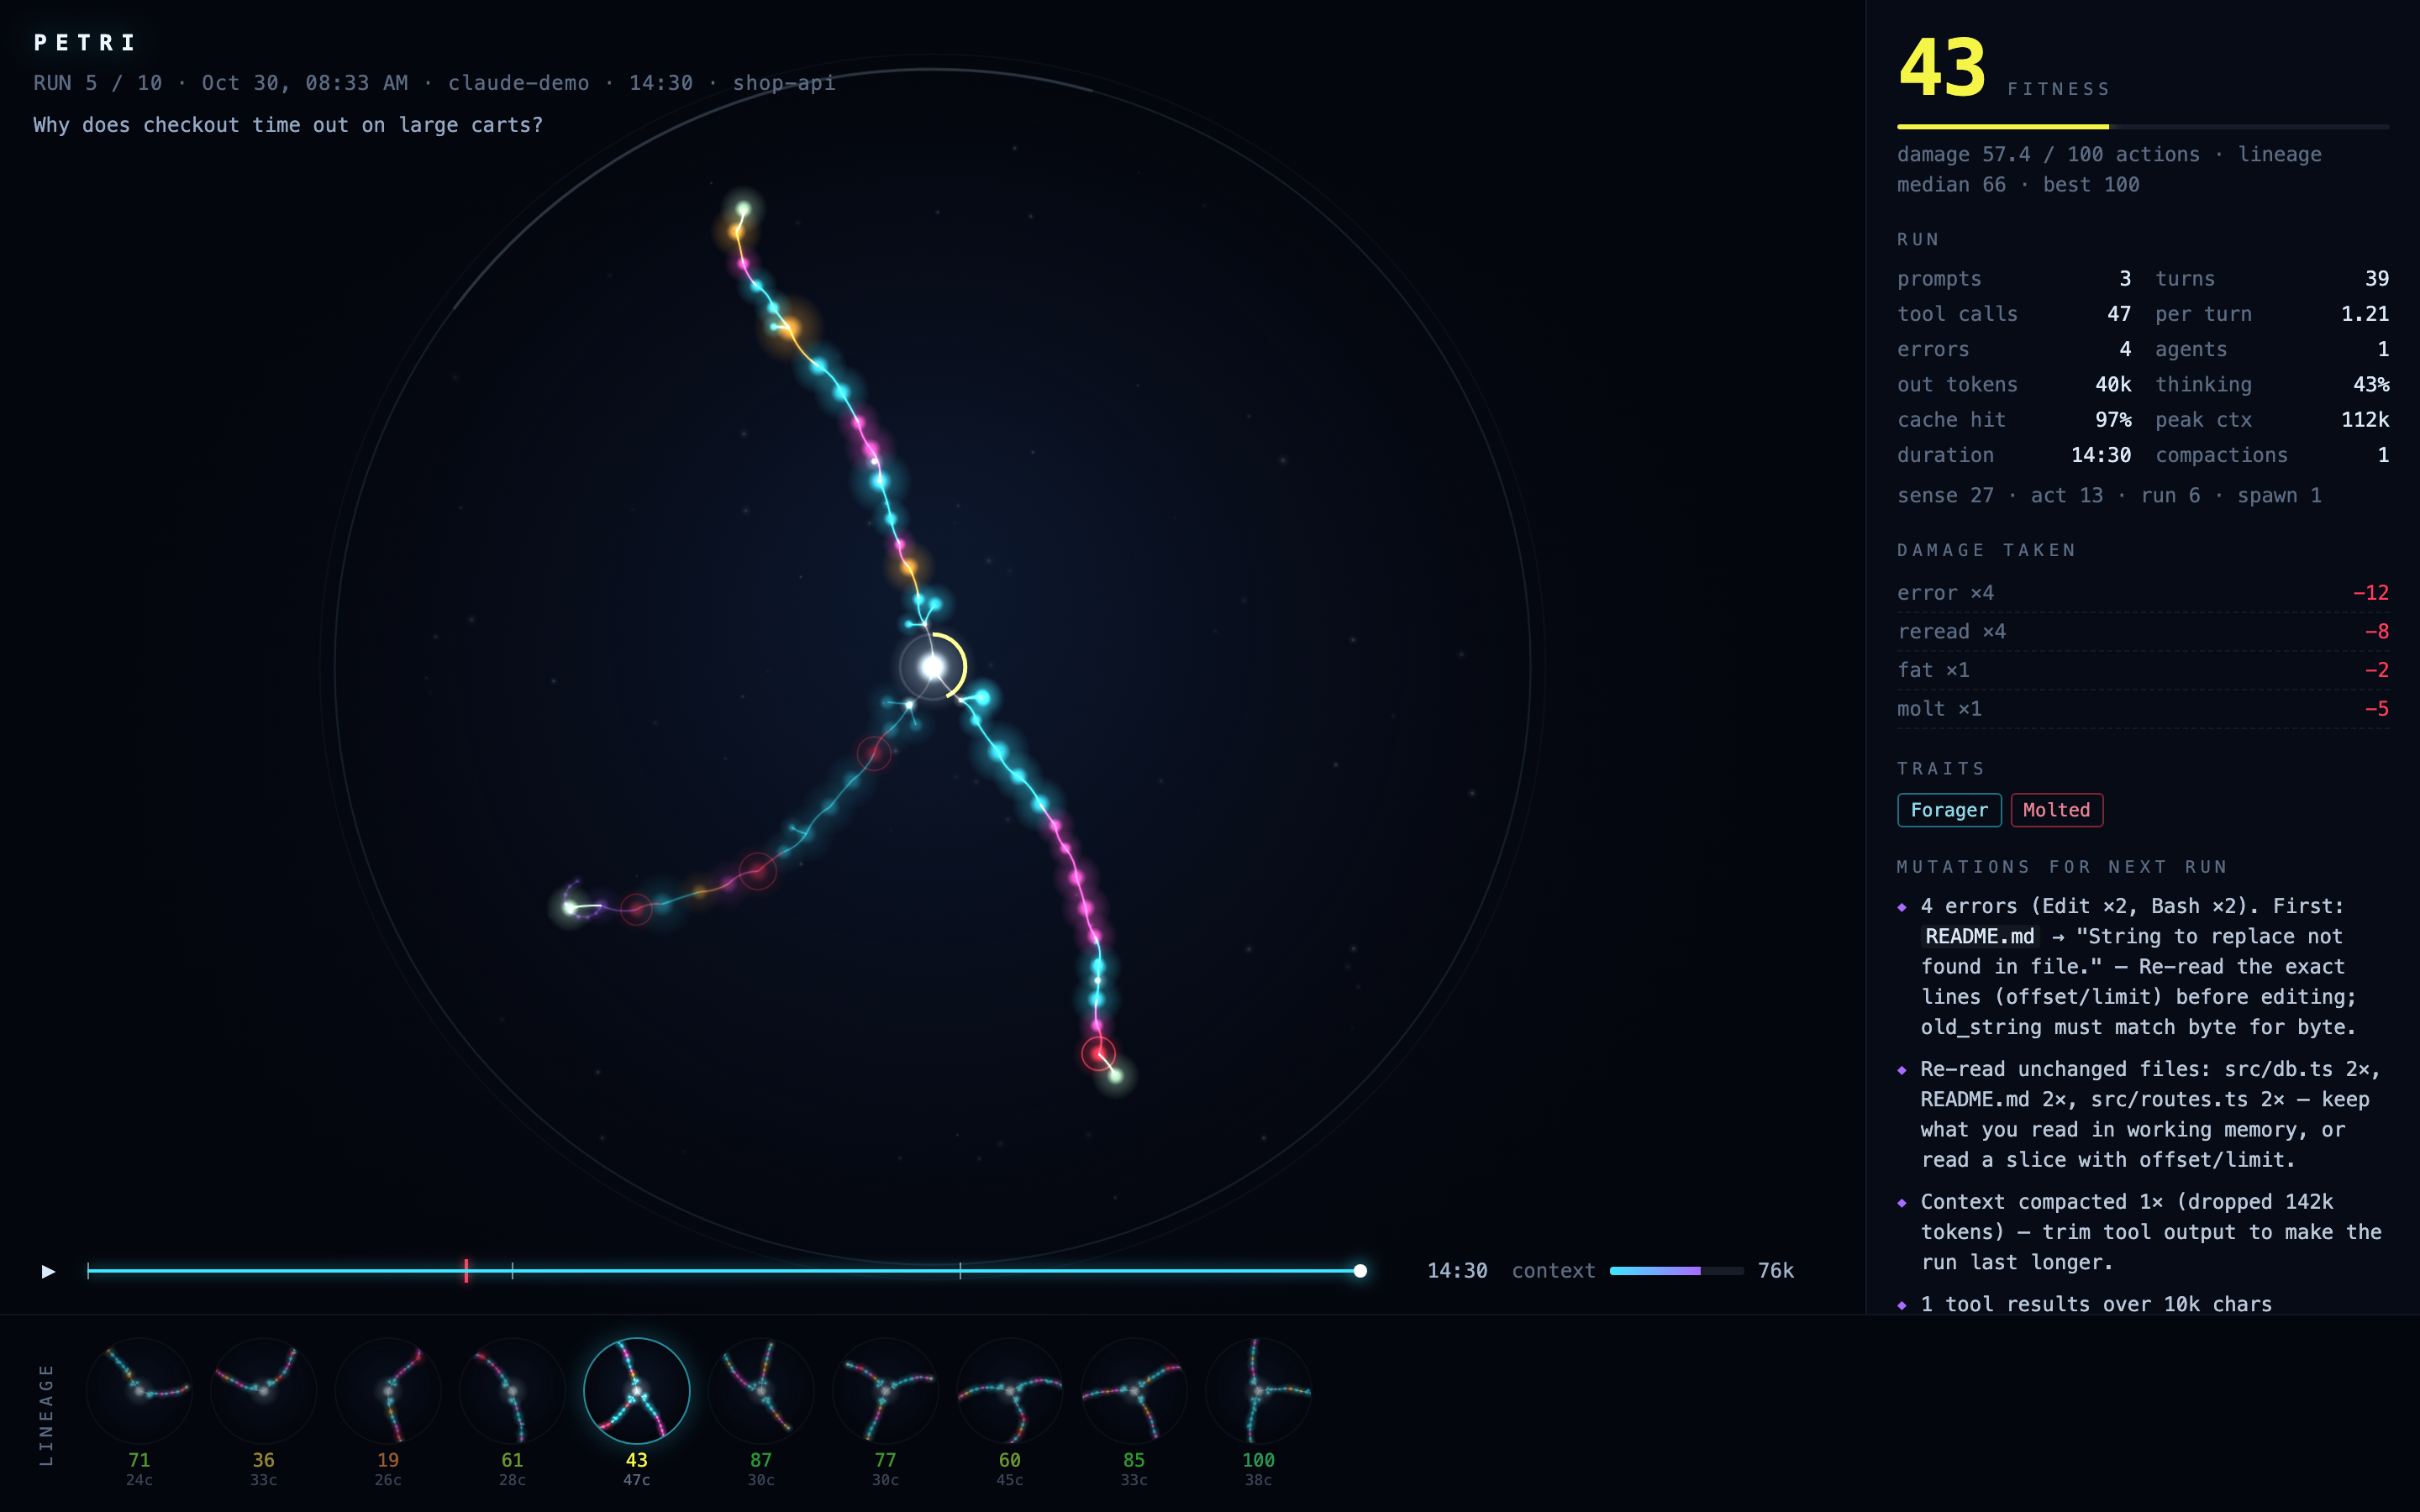 PETRI
RUN 5 / 10 · Oct 30, 08:33 AM · claude-demo · 14:30 · shop-api
Why does checkout time out on large carts?
43 FITNESS
damage 57.4 / 100 actions · lineage
median 66 · best 100
RUN
prompts 3 turns 39
tool calls 47 per turn 1.21
errors 4 agents 1
out tokens 40k thinking 43%
cache hit 97% peak ctx 112k
duration 14:30 compactions 1
sense 27 · act 13 · run 6 · spawn 1
DAMAGE TAKEN
error ×4 −12
reread ×4 −8
fat ×1 −2
molt ×1 −5
TRAITS
Forager Molted
MUTATIONS FOR NEXT RUN
4 errors (Edit ×2, Bash ×2). First:
README.md → "String to replace not
found in file." — Re-read the exact
lines (offset/limit) before editing;
old_string must match byte for byte.
Re-read unchanged files: src/db.ts 2×,
README.md 2×, src/routes.ts 2× — keep
what you read in working memory, or
read a slice with offset/limit.
Context compacted 1× (dropped 142k
tokens) — trim tool output to make the
run last longer.
1 tool results over 10k chars
14:30 context 76k
LINEAGE
71 36 19 61 43 87 77 60 85 100
24c 33c 26c 28c 47c 30c 30c 45c 33c 38c